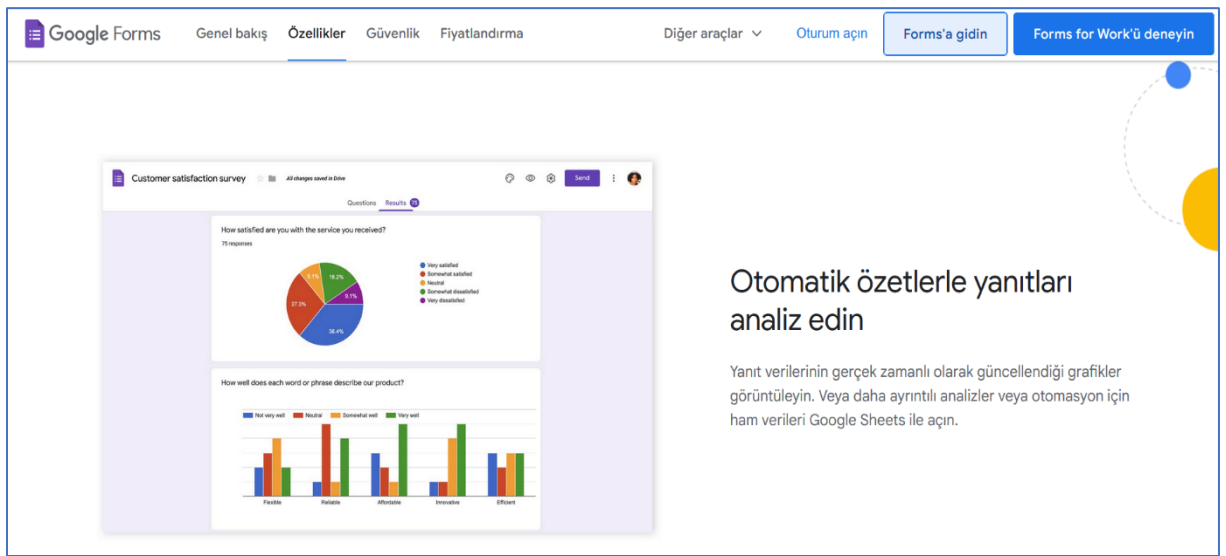 Google Forms
Genel bakış
Özellikler
Güvenlik
Fiyatlandırma
Diğer araçlar
Oturum açın
Forms'a gidin
Forms for Work'ü deneyin
Customer satisfaction survey
All changes saved in Drive
Send
Questions
Results 75
How satisfied are you with the service you received?
75 responses
Very satisfied
Somewhat satisfied
Neutral
Somewhat dissatisfied
Very dissatisfied
9.1%
18.2%
9.1%
27.3%
36.4%
How well does each word or phrase describe our product?
Not very well
Neutral
Somewhat well
Very well
Flexible
Reliable
Affordable
Innovative
Efficient
Otomatik özetlerle yanıtları
analiz edin
Yanıt verilerinin gerçek zamanlı olarak güncellendiği grafikler
görüntüleyin. Veya daha ayrıntılı analizler veya otomasyon için
ham verileri Google Sheets ile açın.